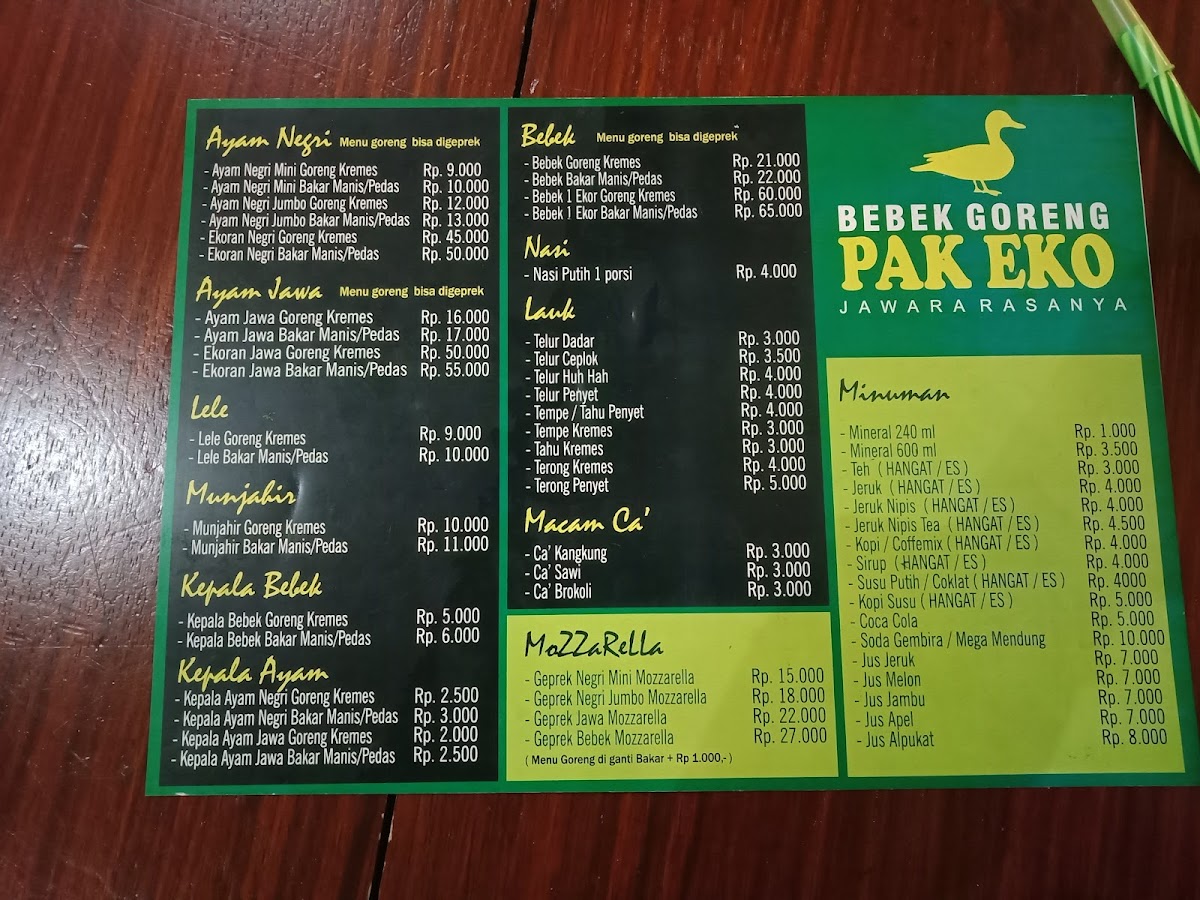 Ayam Negri Menu goreng bisa digeprek
- Ayam Negri Mini Goreng Kremes Rp. 9.000
- Ayam Negri Mini Bakar Manis/Pedas Rp. 10.000
- Ayam Negri Jumbo Goreng Kremes Rp. 12.000
- Ayam Negri Jumbo Bakar Manis/Pedas Rp. 13.000
- Ekoran Negri Goreng Kremes Rp. 45.000
- Ekoran Negri Bakar Manis/Pedas Rp. 50.000
Ayam Jawa Menu goreng bisa digeprek
- Ayam Jawa Goreng Kremes Rp. 16.000
- Ayam Jawa Bakar Manis/Pedas Rp. 17.000
- Ekoran Jawa Goreng Kremes Rp. 50.000
- Ekoran Jawa Bakar Manis/Pedas Rp. 55.000
Lele
- Lele Goreng Kremes Rp. 9.000
- Lele Bakar Manis/Pedas Rp. 10.000
Munjahir
- Munjahir Goreng Kremes Rp. 10.000
- Munjahir Bakar Manis/Pedas Rp. 11.000
Kepala Bebek
- Kepala Bebek Goreng Kremes Rp. 5.000
- Kepala Bebek Bakar Manis/Pedas Rp. 6.000
Kepala Ayam
- Kepala Ayam Negri Goreng Kremes Rp. 2.500
- Kepala Ayam Negri Bakar Manis/Pedas Rp. 3.000
- Kepala Ayam Jawa Goreng Kremes Rp. 2.000
- Kepala Ayam Jawa Bakar Manis/Pedas Rp. 2.500
Bebek Menu goreng bisa digeprek
- Bebek Goreng Kremes Rp. 21.000
- Bebek Bakar Manis/Pedas Rp. 22.000
- Bebek 1 Ekor Goreng Kremes Rp. 60.000
- Bebek 1 Ekor Bakar Manis/Pedas Rp. 65.000
Nasi
- Nasi Putih 1 porsi Rp. 4.000
Lauk
- Telur Dadar Rp. 3.000
- Telur Ceplok Rp. 3.500
- Telur Huh Hah Rp. 4.000
- Telur Penyet Rp. 4.000
- Tempe / Tahu Penyet Rp. 4.000
- Tempe Kremes Rp. 3.000
- Tahu Kremes Rp. 3.000
- Terong Kremes Rp. 4.000
- Terong Penyet Rp. 5.000
Macam Ca'
- Ca' Kangkung Rp. 3.000
- Ca' Sawi Rp. 3.000
- Ca' Brokoli Rp. 3.000
MoZZaReLLa
- Geprek Negri Mini Mozzarella Rp. 15.000
- Geprek Negri Jumbo Mozzarella Rp. 18.000
- Geprek Jawa Mozzarella Rp. 22.000
- Geprek Bebek Mozzarella Rp. 27.000
( Menu Goreng di ganti Bakar + Rp 1.000,- )
BEBEK GORENG
PAK EKO
JAWARA RASANYA
Minuman
- Mineral 240 ml Rp. 1.000
- Mineral 600 ml Rp. 3.500
- Teh ( HANGAT / ES ) Rp. 3.000
- Jeruk ( HANGAT / ES ) Rp. 4.000
- Jeruk Nipis ( HANGAT / ES ) Rp. 4.000
- Jeruk Nipis Tea ( HANGAT / ES ) Rp. 4.500
- Kopi / Coffemix ( HANGAT / ES ) Rp. 4.000
- Sirup ( HANGAT / ES ) Rp. 4.000
- Susu Putih / Coklat ( HANGAT / ES ) Rp. 4000
- Kopi Susu ( HANGAT / ES ) Rp. 5.000
- Coca Cola Rp. 5.000
- Soda Gembira / Mega Mendung Rp. 10.000
- Jus Jeruk Rp. 7.000
- Jus Melon Rp. 7.000
- Jus Jambu Rp. 7.000
- Jus Apel Rp. 7.000
- Jus Alpukat Rp. 8.000